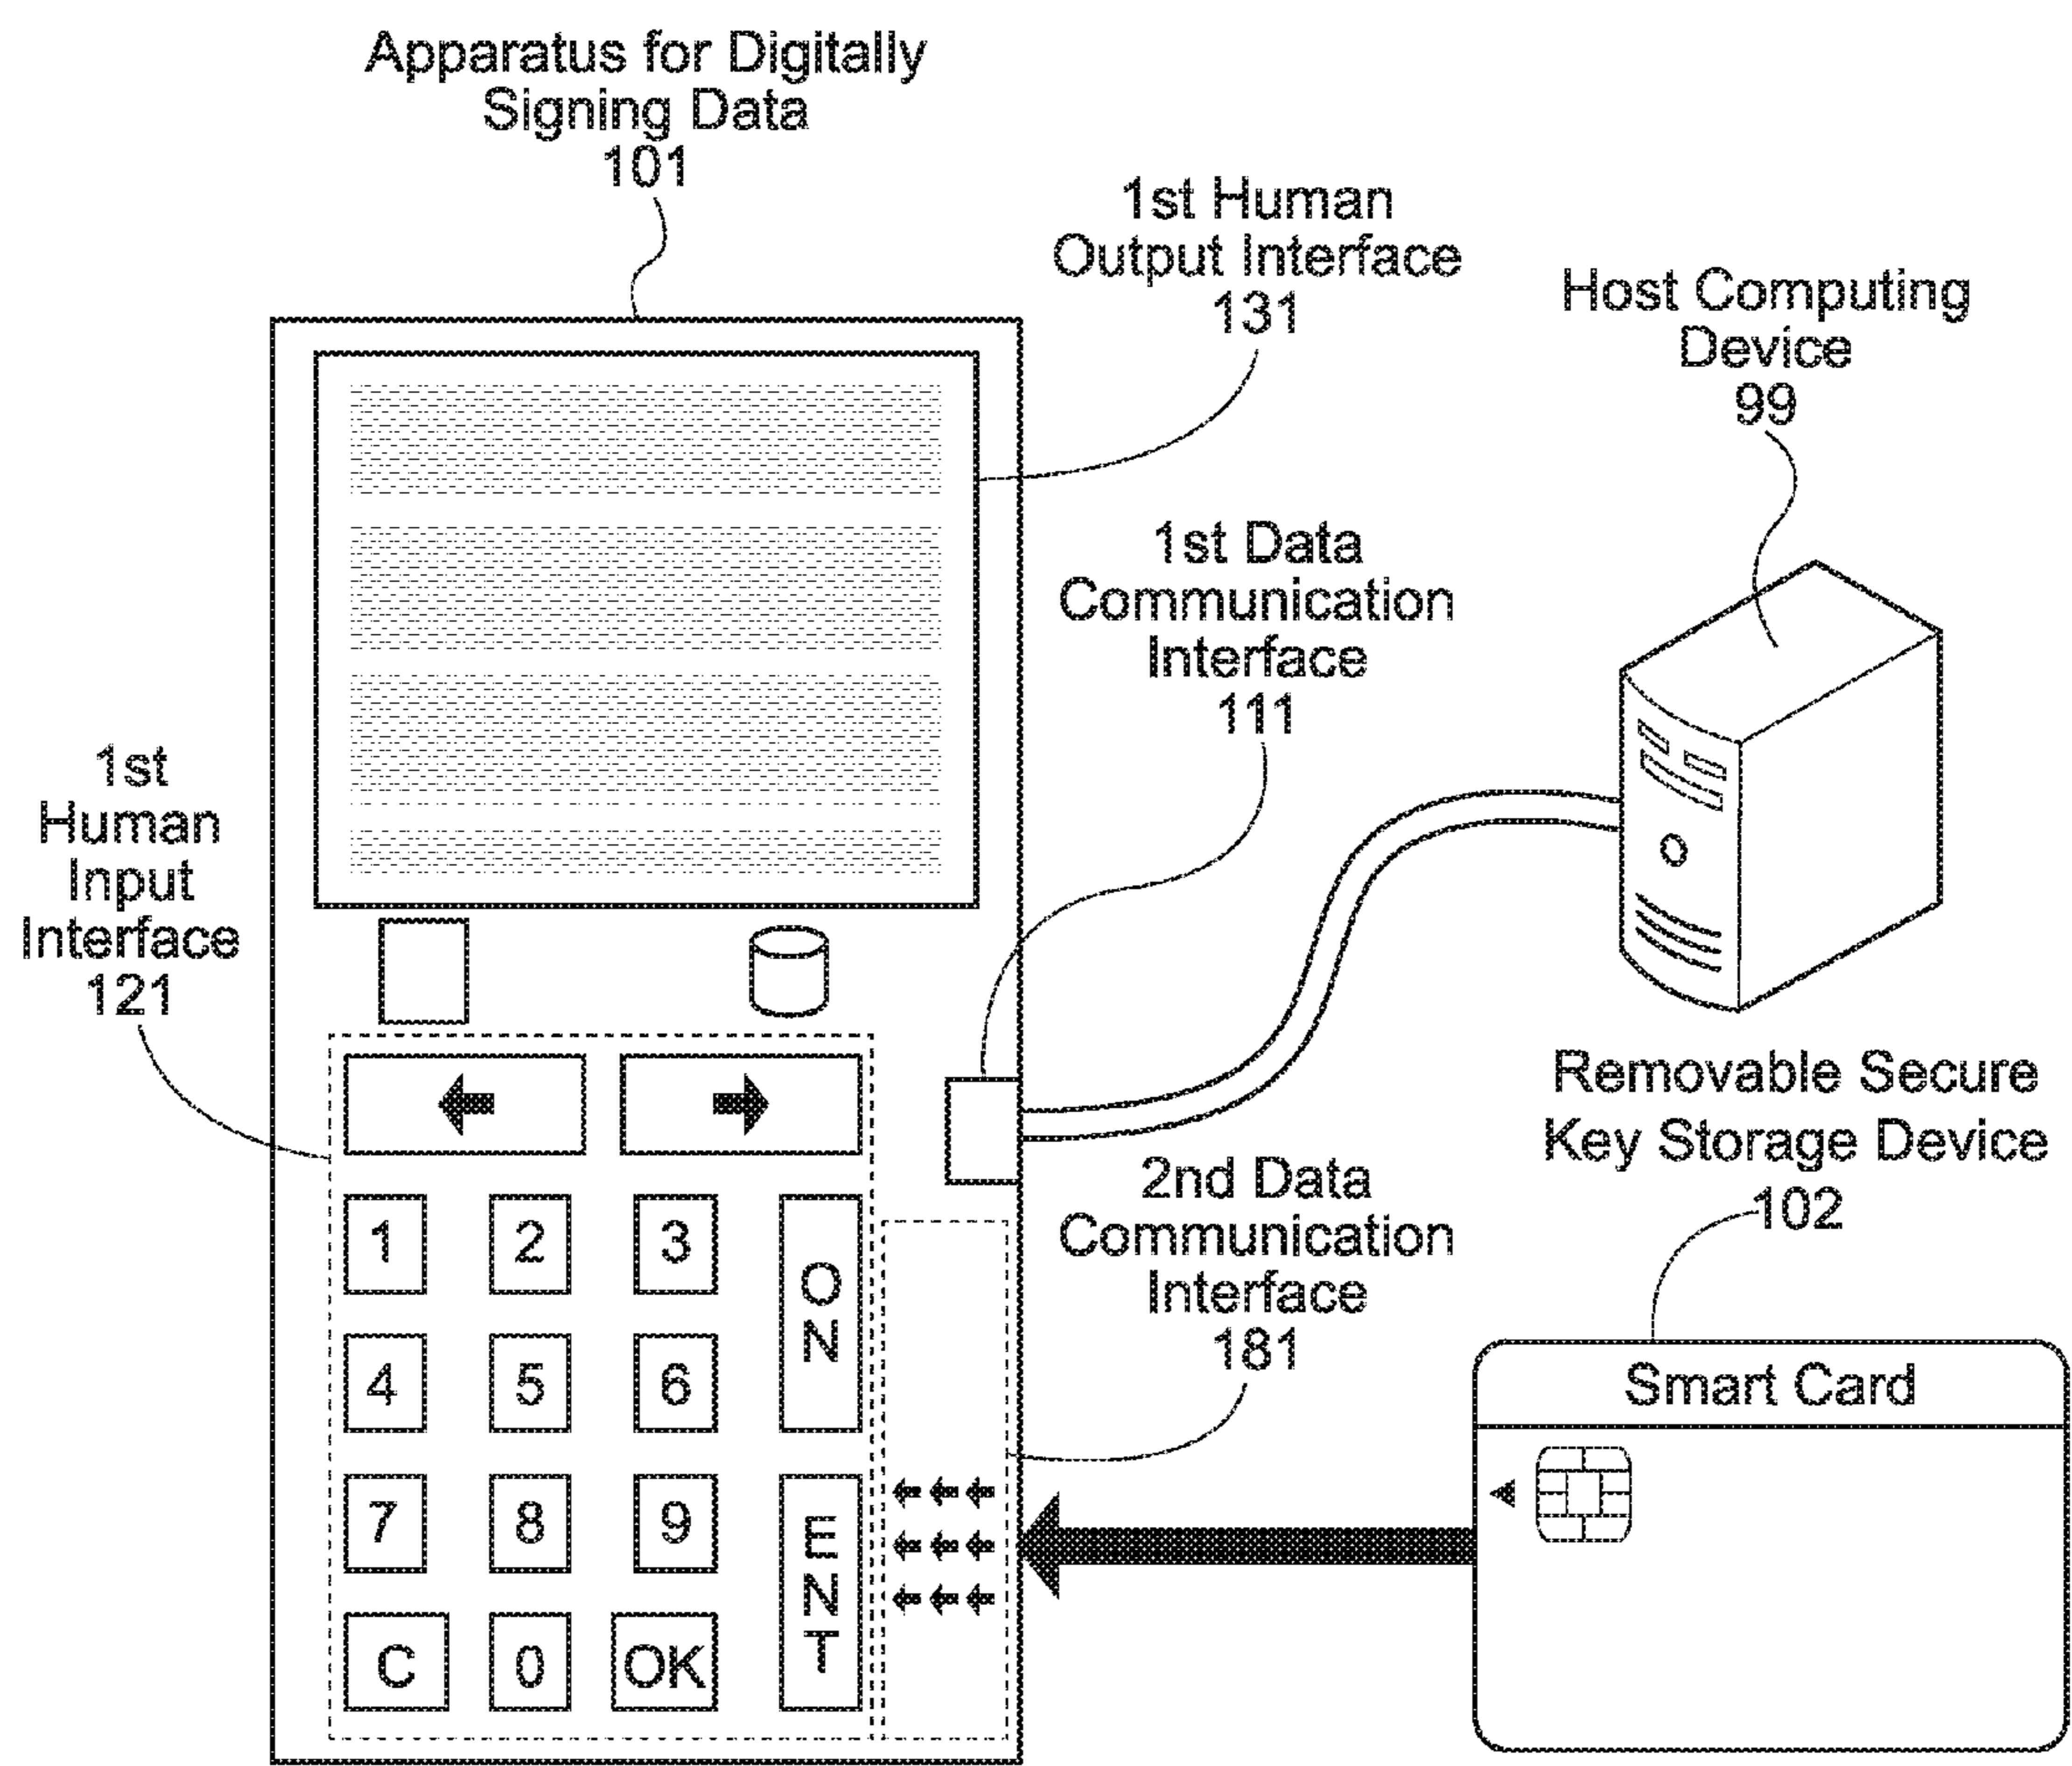 Apparatus for Digitally
Signing Data
101
1st Human
Output Interface
131
Host Computing
Device
99
1st Data
Communication
Interface
111
1st
Human
Input
Interface
121
Removable Secure
Key Storage Device
102
2nd Data
Communication
Interface
181
Smart Card
1 2 3
ON
4 5 6
7 8 9
ENT
C 0 OK